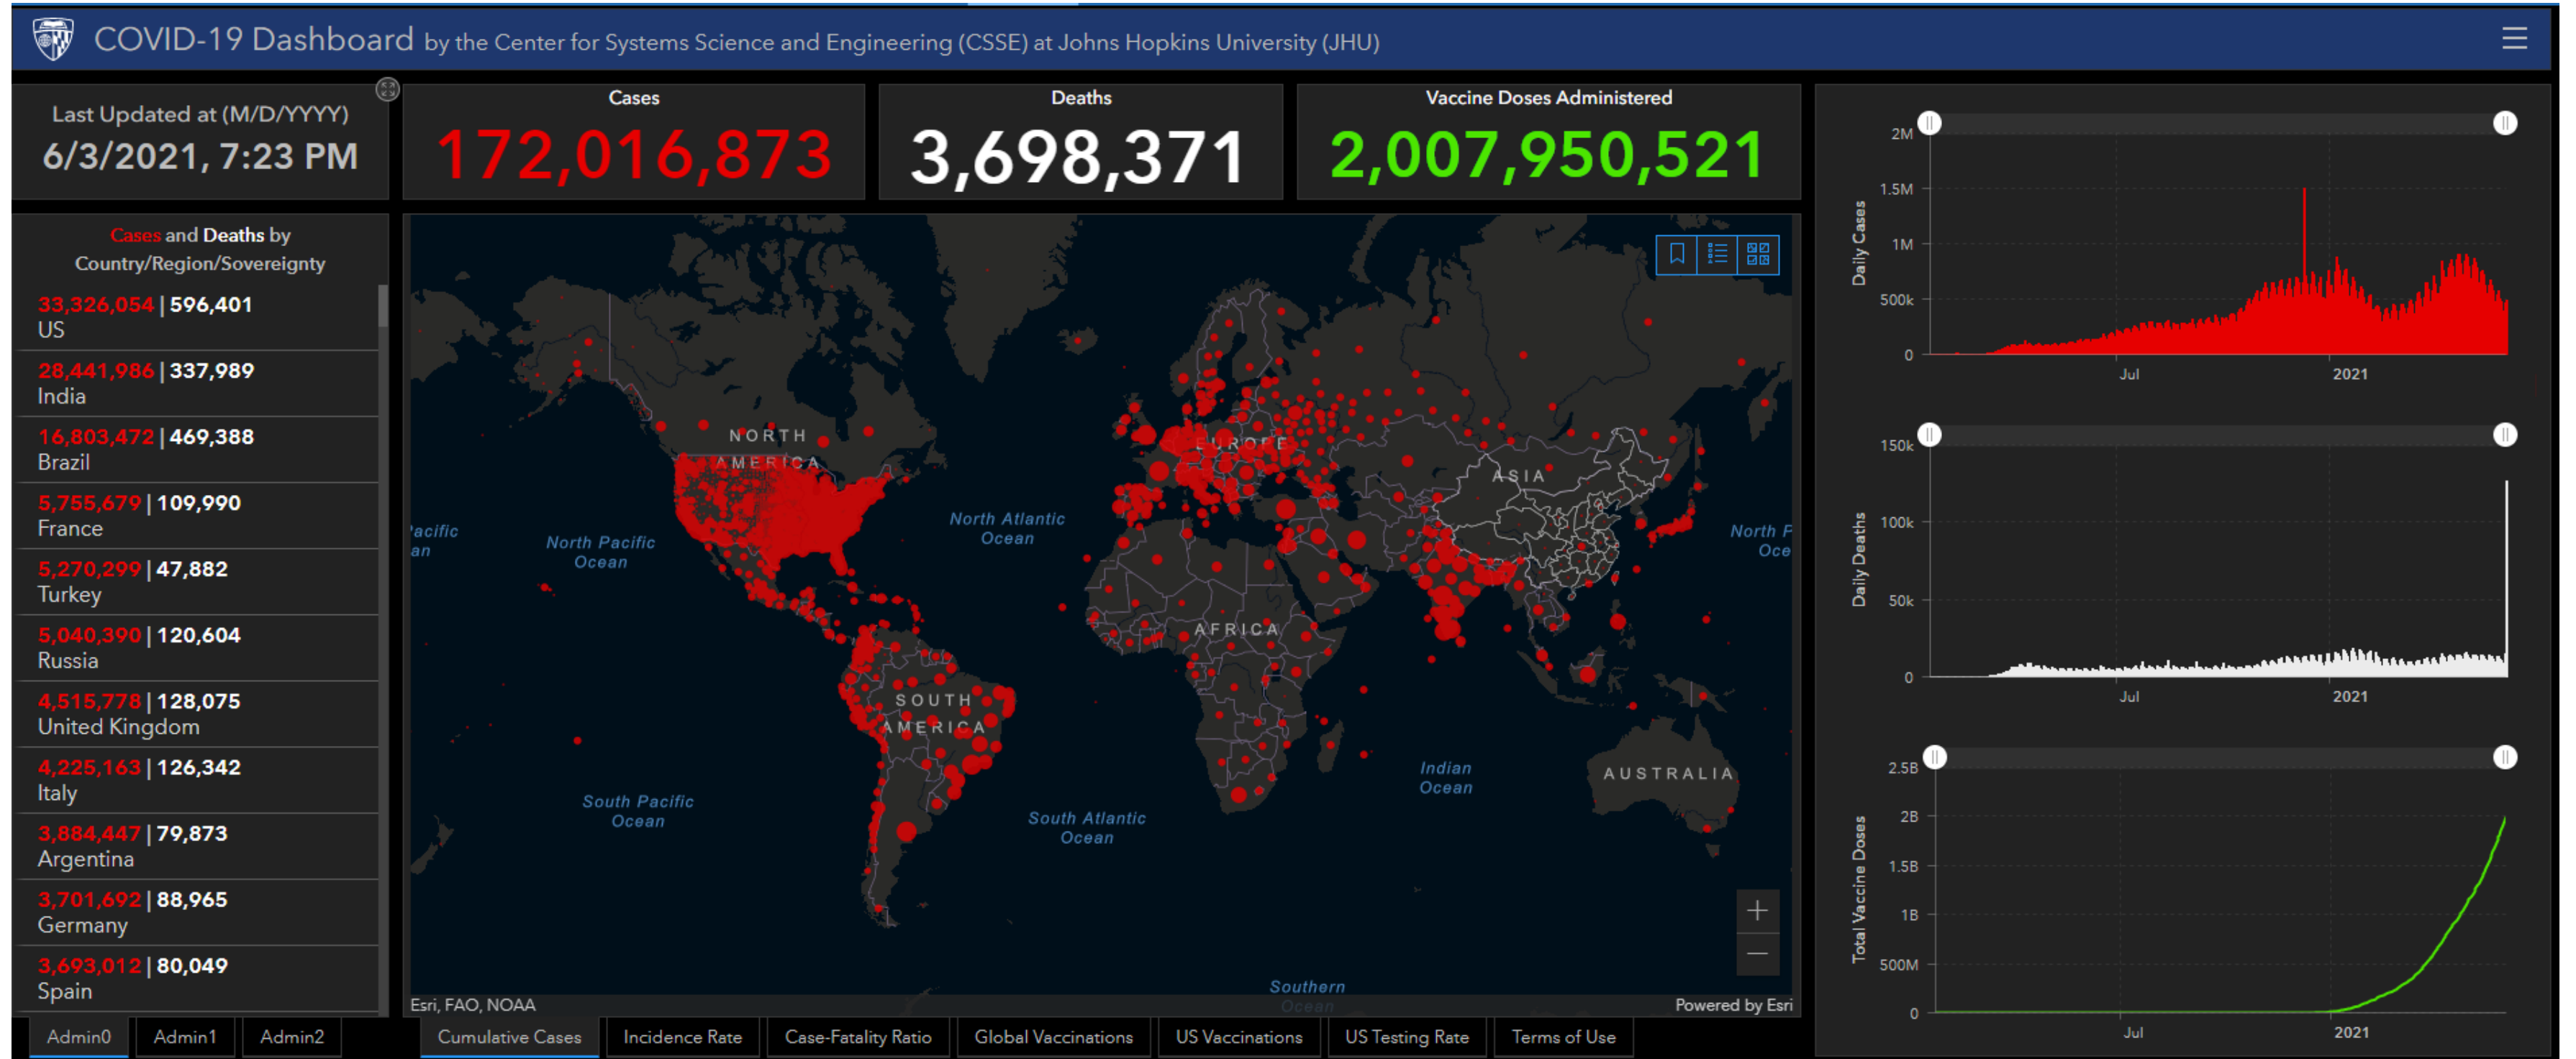 COVID-19 Dashboard by the Center for Systems Science and Engineering (CSSE) at Johns Hopkins University (JHU)
Last Updated at (M/D/YYYY)
6/3/2021, 7:23 PM
Cases
172,016,873
Deaths
3,698,371
Vaccine Doses Administered
2,007,950,521
Cases and Deaths by
Country/Region/Sovereignty
33,326,054 | 596,401
US
28,441,986 | 337,989
India
16,803,472 | 469,388
Brazil
5,755,679 | 109,990
France
5,270,299 | 47,882
Turkey
5,040,390 | 120,604
Russia
4,515,778 | 128,075
United Kingdom
4,225,163 | 126,342
Italy
3,884,447 | 79,873
Argentina
3,701,692 | 88,965
Germany
3,693,012 | 80,049
Spain
Admin0
Admin1
Admin2
NORTH
AMERICA
EUROPE
ASIA
AFRICA
SOUTH
AMERICA
AUSTRALIA
North Atlantic
Ocean
North Pacific
Ocean
acific
an
North P
Oce
South Pacific
Ocean
South Atlantic
Ocean
Indian
Ocean
Southern
Ocean
Esri, FAO, NOAA
Powered by Esri
Cumulative Cases
Incidence Rate
Case-Fatality Ratio
Global Vaccinations
US Vaccinations
US Testing Rate
Terms of Use
Daily Cases
2M
1.5M
1M
500k
0
Jul
2021
Daily Deaths
150k
100k
50k
0
Jul
2021
Total Vaccine Doses
2.5B
2B
1.5B
1B
500M
0
Jul
2021